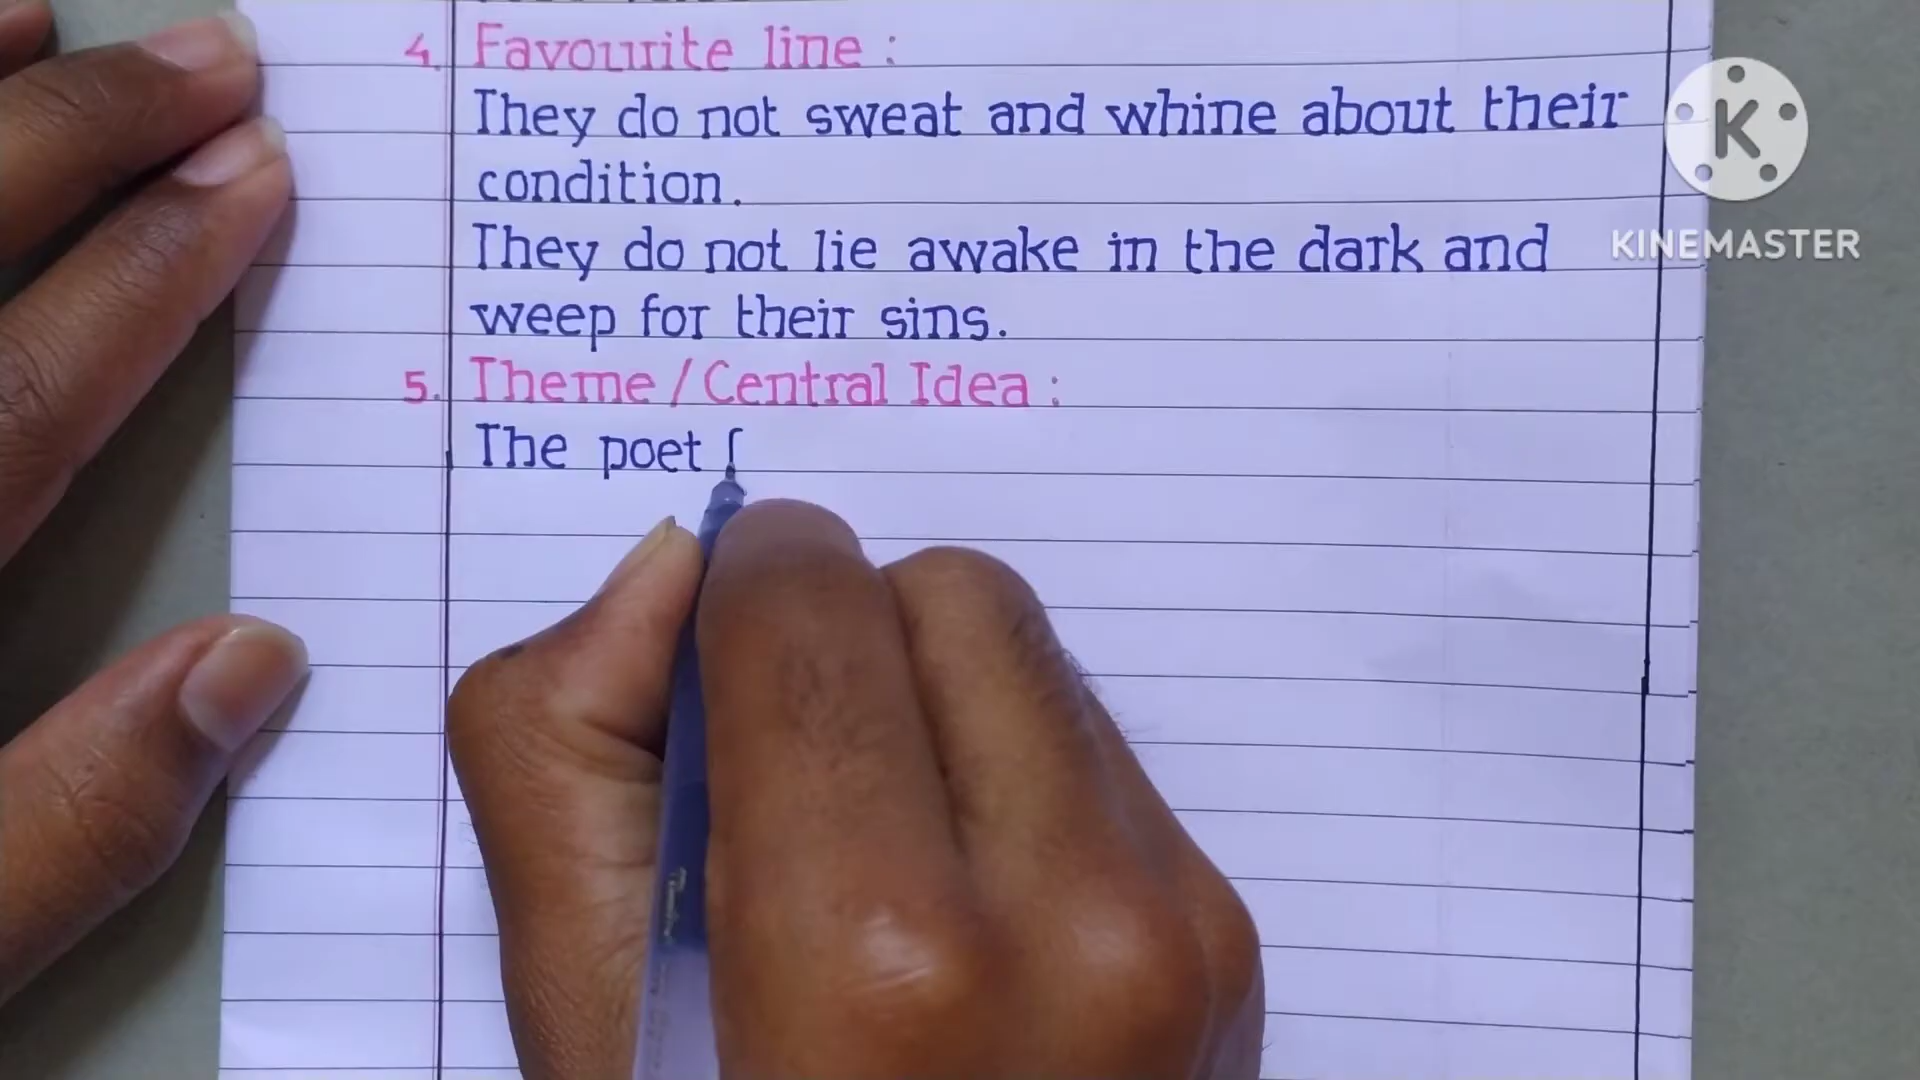 4. Favourite line :
They do not sweat and whine about their
condition.
They do not lie awake in the dark and
weep for their sins.
5. Theme / Central Idea :
The poet
K
KINEMASTER